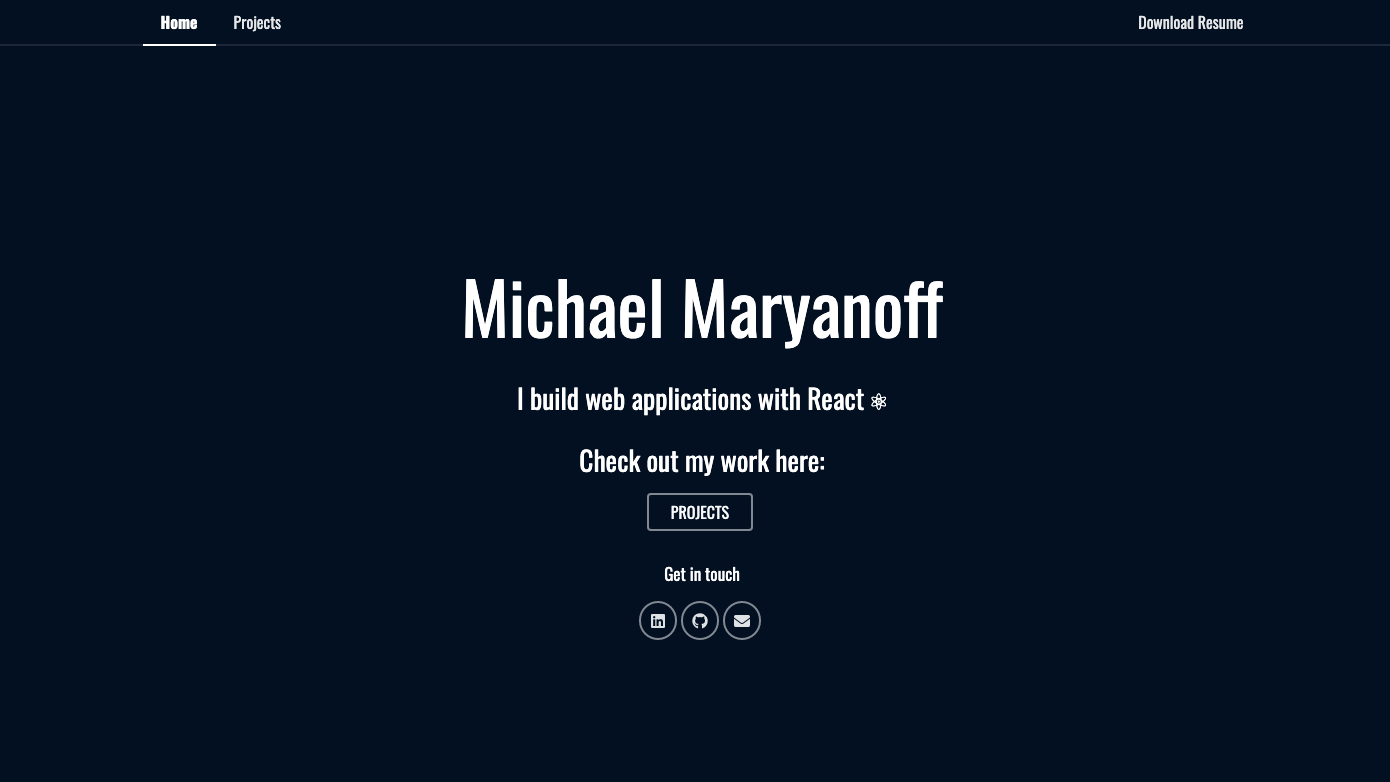 Home Projects Download Resume
Michael Maryanoff
I build web applications with React ⚛
Check out my work here:
PROJECTS
Get in touch